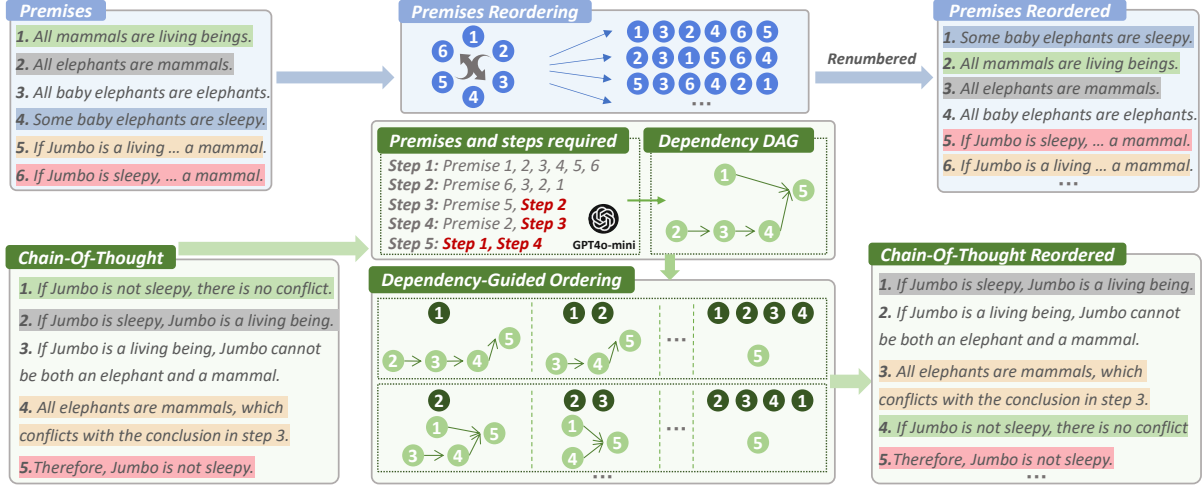 Premises
1. All mammals are living beings.
2. All elephants are mammals.
3. All baby elephants are elephants.
4. Some baby elephants are sleepy.
5. If Jumbo is a living ... a mammal.
6. If Jumbo is sleepy, ... a mammal.
Premises Reordering
1
6 2
5 3
4
1 3 2 4 6 5
2 3 1 5 6 4
5 3 6 4 2 1
...
Renumbered
Premises Reordered
1. Some baby elephants are sleepy.
2. All mammals are living beings.
3. All elephants are mammals.
4. All baby elephants are elephants.
5. If Jumbo is sleepy, ... a mammal.
6. If Jumbo is a living ... a mammal.
...
Premises and steps required
Step 1: Premise 1, 2, 3, 4, 5, 6
Step 2: Premise 6, 3, 2, 1
Step 3: Premise 5, Step 2
Step 4: Premise 2, Step 3
Step 5: Step 1, Step 4
GPT4o-mini
Dependency DAG
1
5
2 3 4
Chain-Of-Thought
1. If Jumbo is not sleepy, there is no conflict.
2. If Jumbo is sleepy, Jumbo is a living being.
3. If Jumbo is a living being, Jumbo cannot
be both an elephant and a mammal.
4. All elephants are mammals, which
conflicts with the conclusion in step 3.
5.Therefore, Jumbo is not sleepy.
Dependency-Guided Ordering
1
2 3 4 5
1 2
3 4 5
...
1 2 3 4
5
2
1
3 4 5
2 3
1
4 5
...
2 3 4 1
5
...
Chain-Of-Thought Reordered
1. If Jumbo is sleepy, Jumbo is a living being.
2. If Jumbo is a living being, Jumbo cannot
be both an elephant and a mammal.
3. All elephants are mammals, which
conflicts with the conclusion in step 3.
4. If Jumbo is not sleepy, there is no conflict
5.Therefore, Jumbo is not sleepy.
...